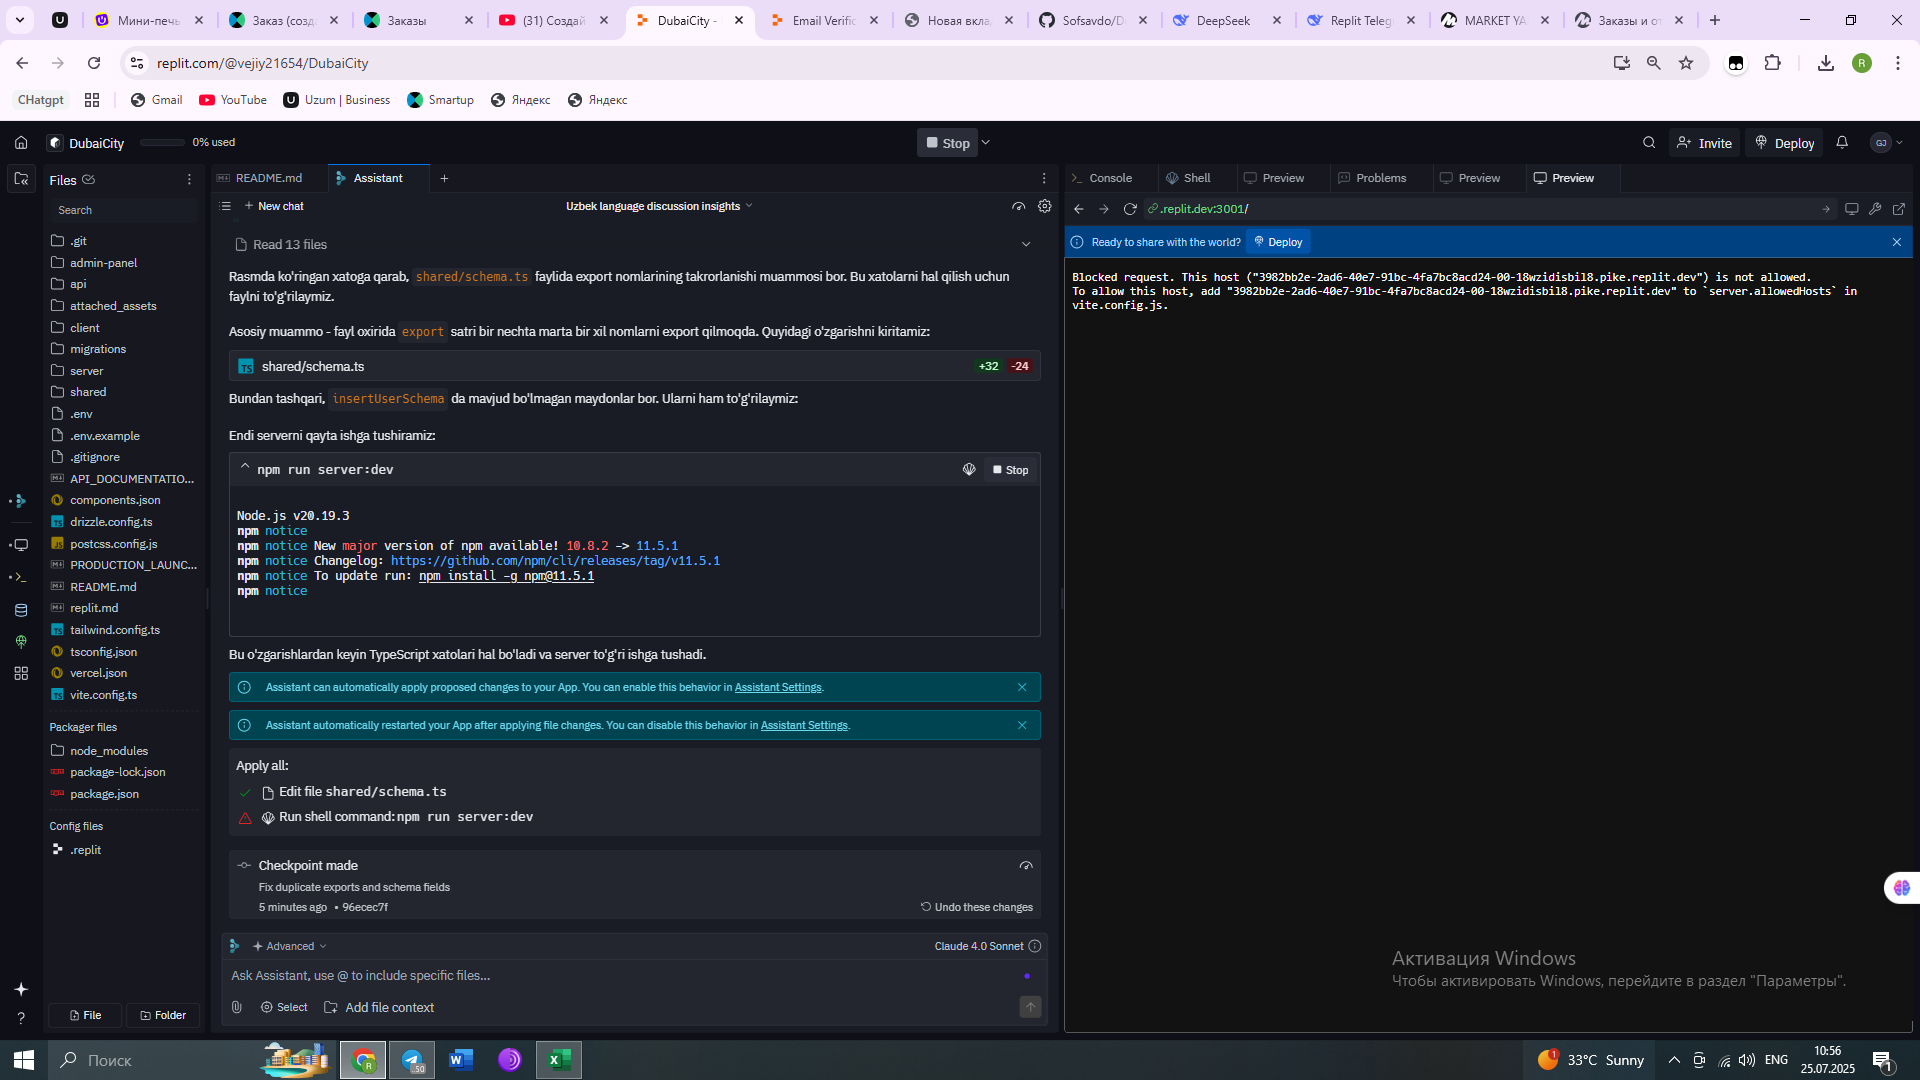 Мини-печь
Заказ (созд
Заказы
(31) Создай
DubaiCity -
Email Verific
Новая вкла
Sofsavdo/D
DeepSeek
Replit Teleg
MARKET YA
Заказы и от
replit.com/@vejiy21654/DubaiCity
R
CHatgpt
Gmail
YouTube
Uzum | Business
Smartup
Яндекс
Яндекс
DubaiCity
0% used
Stop
Invite
Deploy
GJ
Files
README.md
Assistant
Console
Shell
Preview
Problems
Preview
Preview
Search
New chat
Uzbek language discussion insights
.replit.dev:3001/
Ready to share with the world?
Deploy
.git
admin-panel
api
attached_assets
client
migrations
server
shared
.env
.env.example
.gitignore
API_DOCUMENTATIO...
components.json
drizzle.config.ts
postcss.config.js
PRODUCTION_LAUNC...
README.md
replit.md
tailwind.config.ts
tsconfig.json
vercel.json
vite.config.ts
Packager files
node_modules
package-lock.json
package.json
Config files
.replit
File
Folder
Read 13 files
Rasmda ko'ringan xatoga qarab, shared/schema.ts faylida export nomlarining takrorlanishi muammosi bor. Bu xatolarni hal qilish uchun
faylni to'g'rilaymiz.
Asosiy muammo - fayl oxirida export satri bir nechta marta bir xil nomlarni export qilmoqda. Quyidagi o'zgarishni kiritamiz:
shared/schema.ts
+32 -24
Bundan tashqari, insertUserSchema da mavjud bo'lmagan maydonlar bor. Ularni ham to'g'rilaymiz:
Endi serverni qayta ishga tushiramiz:
npm run server:dev
Stop
Node.js v20.19.3
npm notice
npm notice New major version of npm available! 10.8.2 -> 11.5.1
npm notice Changelog: https://github.com/npm/cli/releases/tag/v11.5.1
npm notice To update run: npm install -g npm@11.5.1
npm notice
Bu o'zgarishlardan keyin TypeScript xatolari hal bo'ladi va server to'g'ri ishga tushadi.
Assistant can automatically apply proposed changes to your App. You can enable this behavior in Assistant Settings.
Assistant automatically restarted your App after applying file changes. You can disable this behavior in Assistant Settings.
Apply all:
Edit file shared/schema.ts
Run shell command: npm run server:dev
Checkpoint made
Fix duplicate exports and schema fields
5 minutes ago • 96ecec7f
Undo these changes
Advanced
Claude 4.0 Sonnet
Ask Assistant, use @ to include specific files...
Select
Add file context
Blocked request. This host ("3982bb2e-2ad6-40e7-91bc-4fa7bc8acd24-00-18wzidisbil8.pike.replit.dev") is not allowed.
To allow this host, add "3982bb2e-2ad6-40e7-91bc-4fa7bc8acd24-00-18wzidisbil8.pike.replit.dev" to `server.allowedHosts` in
vite.config.js.
Активация Windows
Чтобы активировать Windows, перейдите в раздел "Параметры".
Поиск
.50
1
33°C Sunny
ENG
10:56
25.07.2025
1